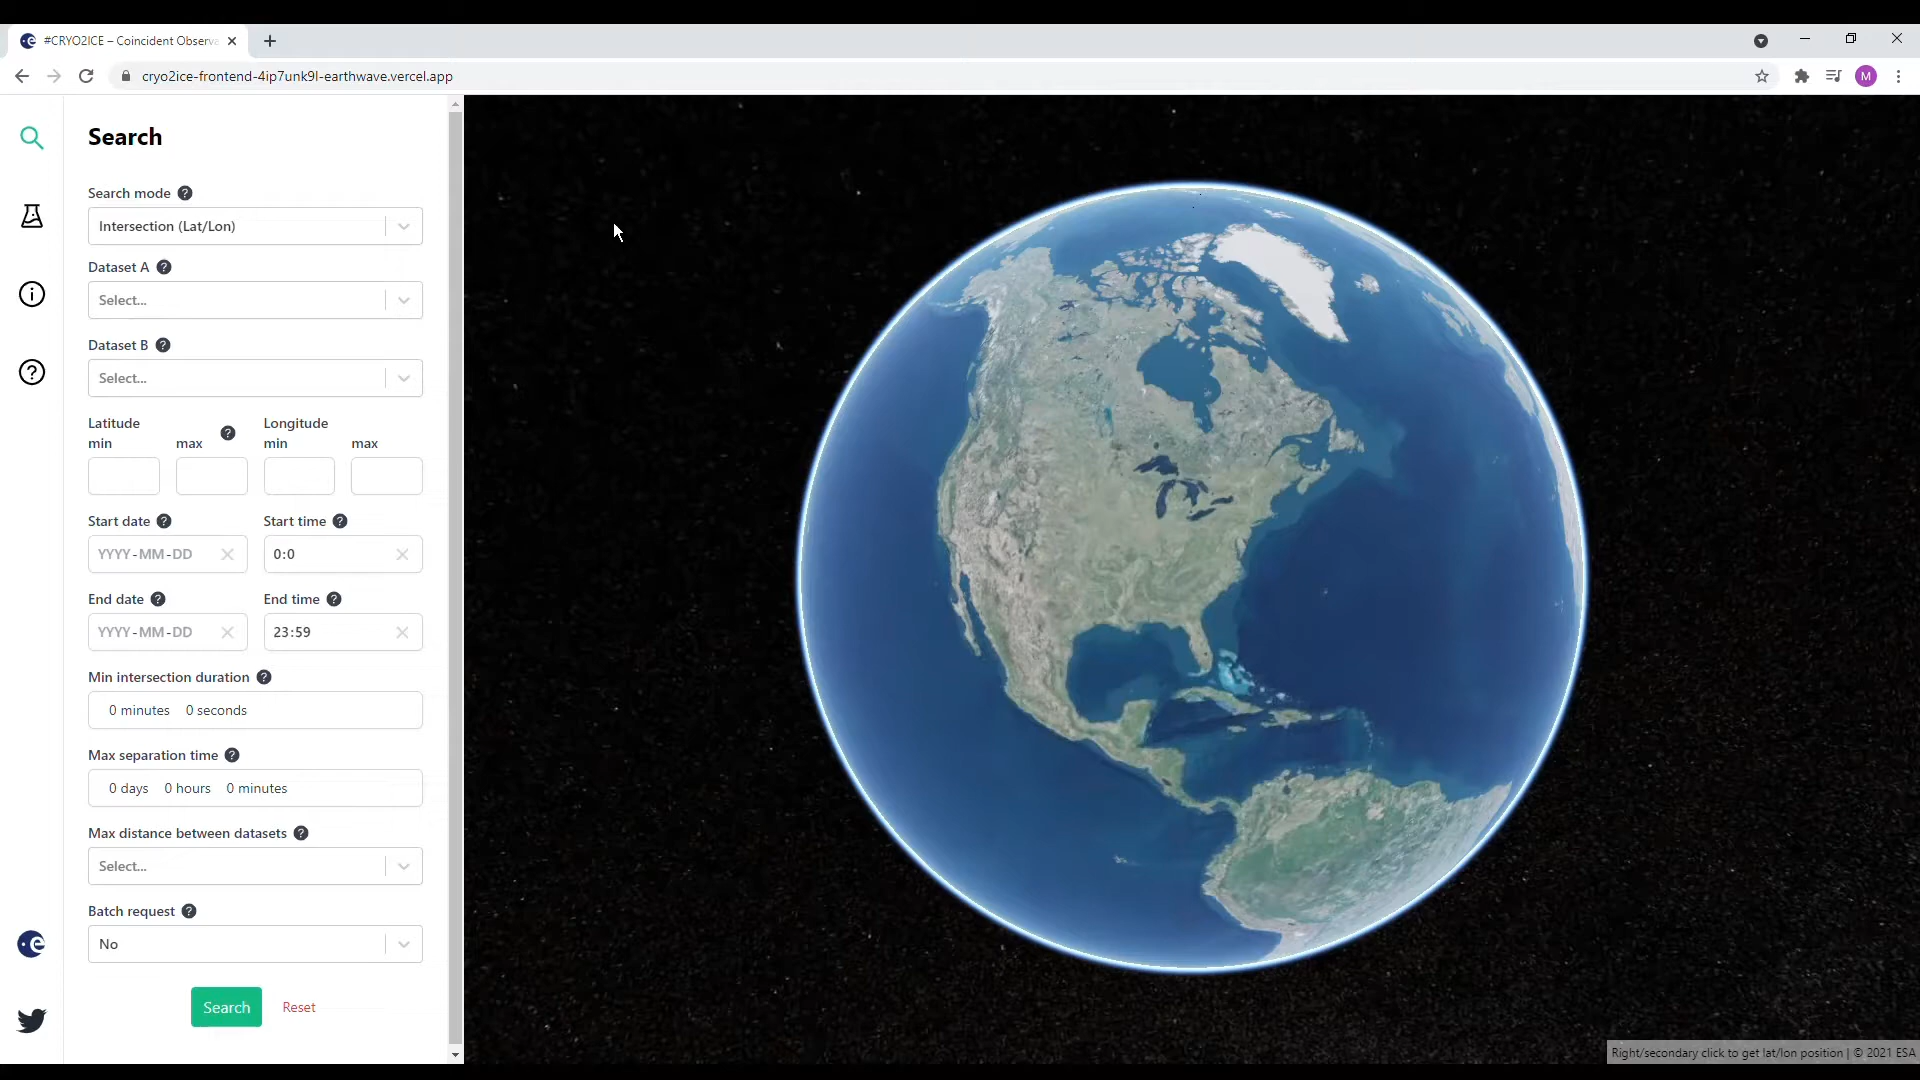 #CRYO2ICE – Coincident Observa
cryo2ice-frontend-4ip7unk9l-earthwave.vercel.app
M
Search
Search mode
Intersection (Lat/Lon)
Dataset A
Select...
Dataset B
Select...
Latitude Longitude
min max min max
Start date Start time
YYYY-MM-DD 0:0
End date End time
YYYY-MM-DD 23:59
Min intersection duration
0 minutes 0 seconds
Max separation time
0 days 0 hours 0 minutes
Max distance between datasets
Select...
Batch request
No
Search Reset
Right/secondary click to get lat/lon position | © 2021 ESA